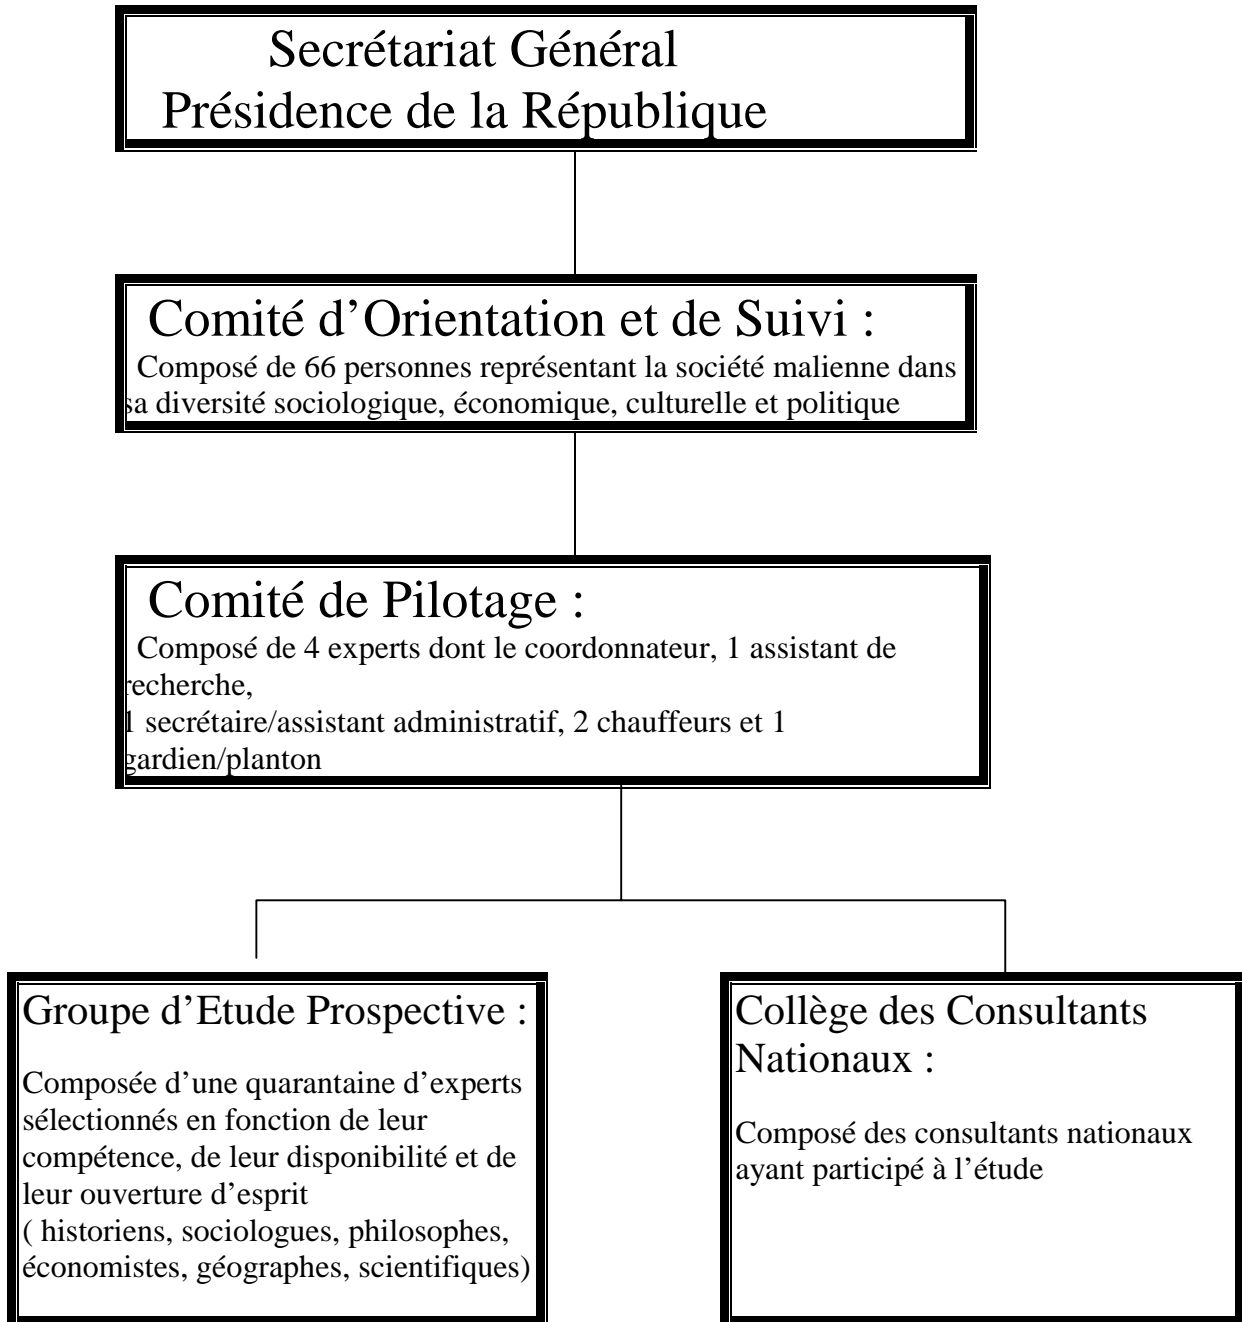 Secrétariat Général
Présidence de la République
Comité d’Orientation et de Suivi :
Composé de 66 personnes représentant la société malienne dans
sa diversité sociologique, économique, culturelle et politique
Comité de Pilotage :
Composé de 4 experts dont le coordonnateur, 1 assistant de
recherche,
1 secrétaire/assistant administratif, 2 chauffeurs et 1
gardien/planton
Groupe d’Etude Prospective :
Composée d’une quarantaine d’experts
sélectionnés en fonction de leur
compétence, de leur disponibilité et de
leur ouverture d’esprit
( historiens, sociologues, philosophes,
économistes, géographes, scientifiques)
Collège des Consultants
Nationaux :
Composé des consultants nationaux
ayant participé à l’étude